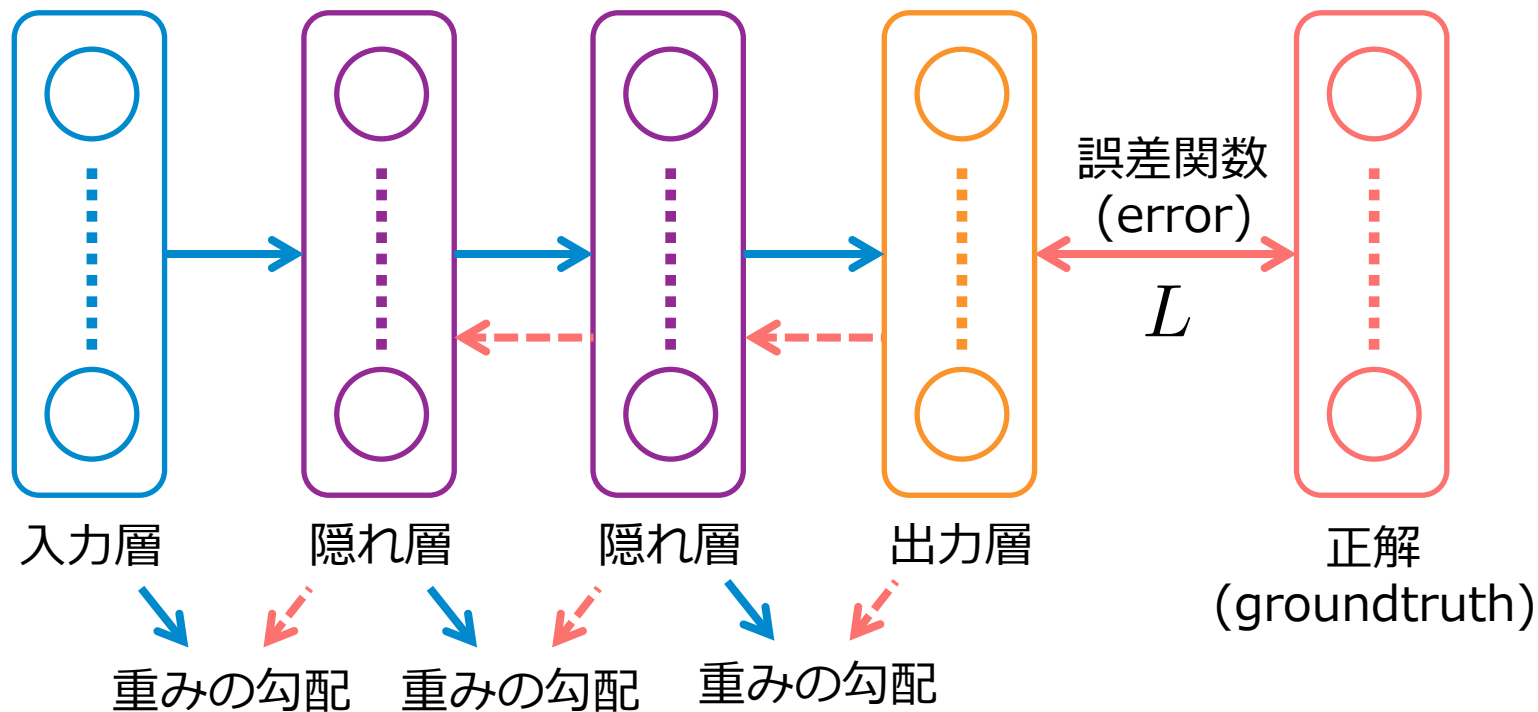 誤差関数
(error)
L
入力層
隠れ層
隠れ層
出力層
正解
(groundtruth)
重みの勾配
重みの勾配
重みの勾配